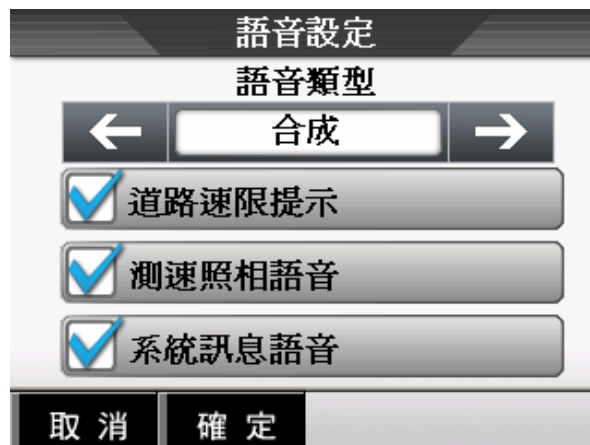 語音設定
語音類型
合成
道路速限提示
測速照相語音
系統訊息語音
取消 確定